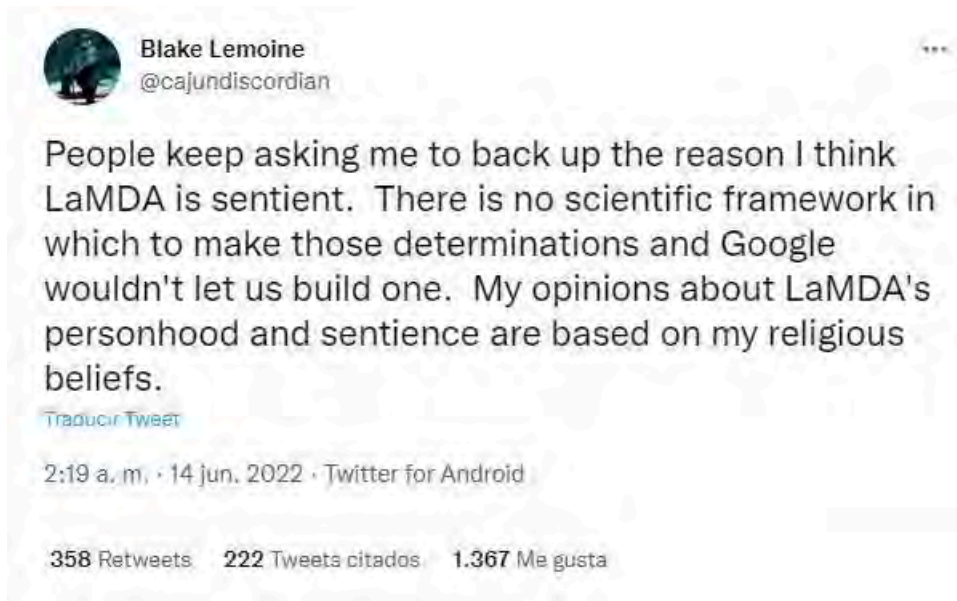 Blake Lemoine
@cajundiscordian
People keep asking me to back up the reason I think
LaMDA is sentient.  There is no scientific framework in
which to make those determinations and Google
wouldn't let us build one.  My opinions about LaMDA's
personhood and sentience are based on my religious
beliefs.
Traducir Tweet
2:19 a. m. · 14 jun. 2022 · Twitter for Android
358 Retweets 222 Tweets citados 1.367 Me gusta